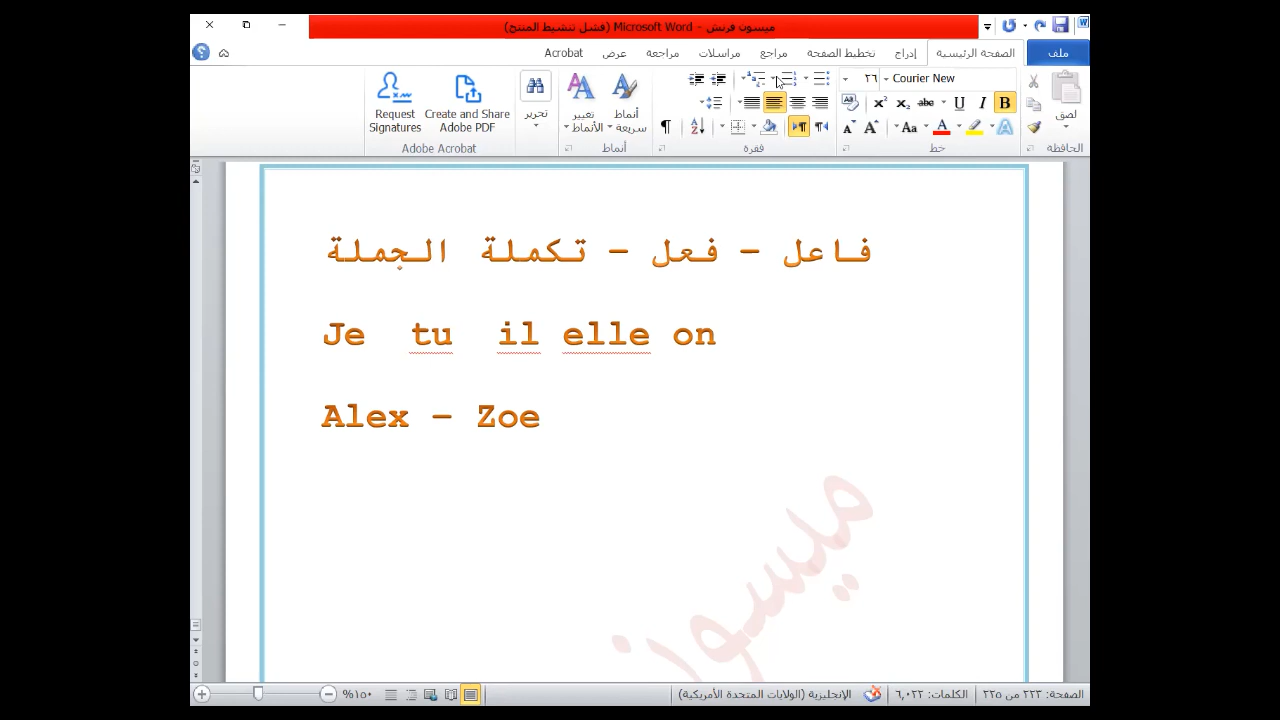 ميسون فرنش - Microsoft Word (فشل تنشيط المنتج)
ملف الصفحة الرئيسية إدراج تخطيط الصفحة مراجع مراسلات مراجعة عرض Acrobat
Courier New ٢٦
لصق
تحرير
تغيير الأنماط
أنماط سريعة
Create and Share Adobe PDF
Request Signatures
الحافظة خط فقرة أنماط Adobe Acrobat
فاعل – فعل – تكملة الجملة
Je tu il elle on
Alex – Zoe
ميسون
الصفحة: ٢٢٣ من ٢٢٥ الكلمات: ٦,٠٢٢ الإنجليزية (الولايات المتحدة الأمريكية) ١٥٠%